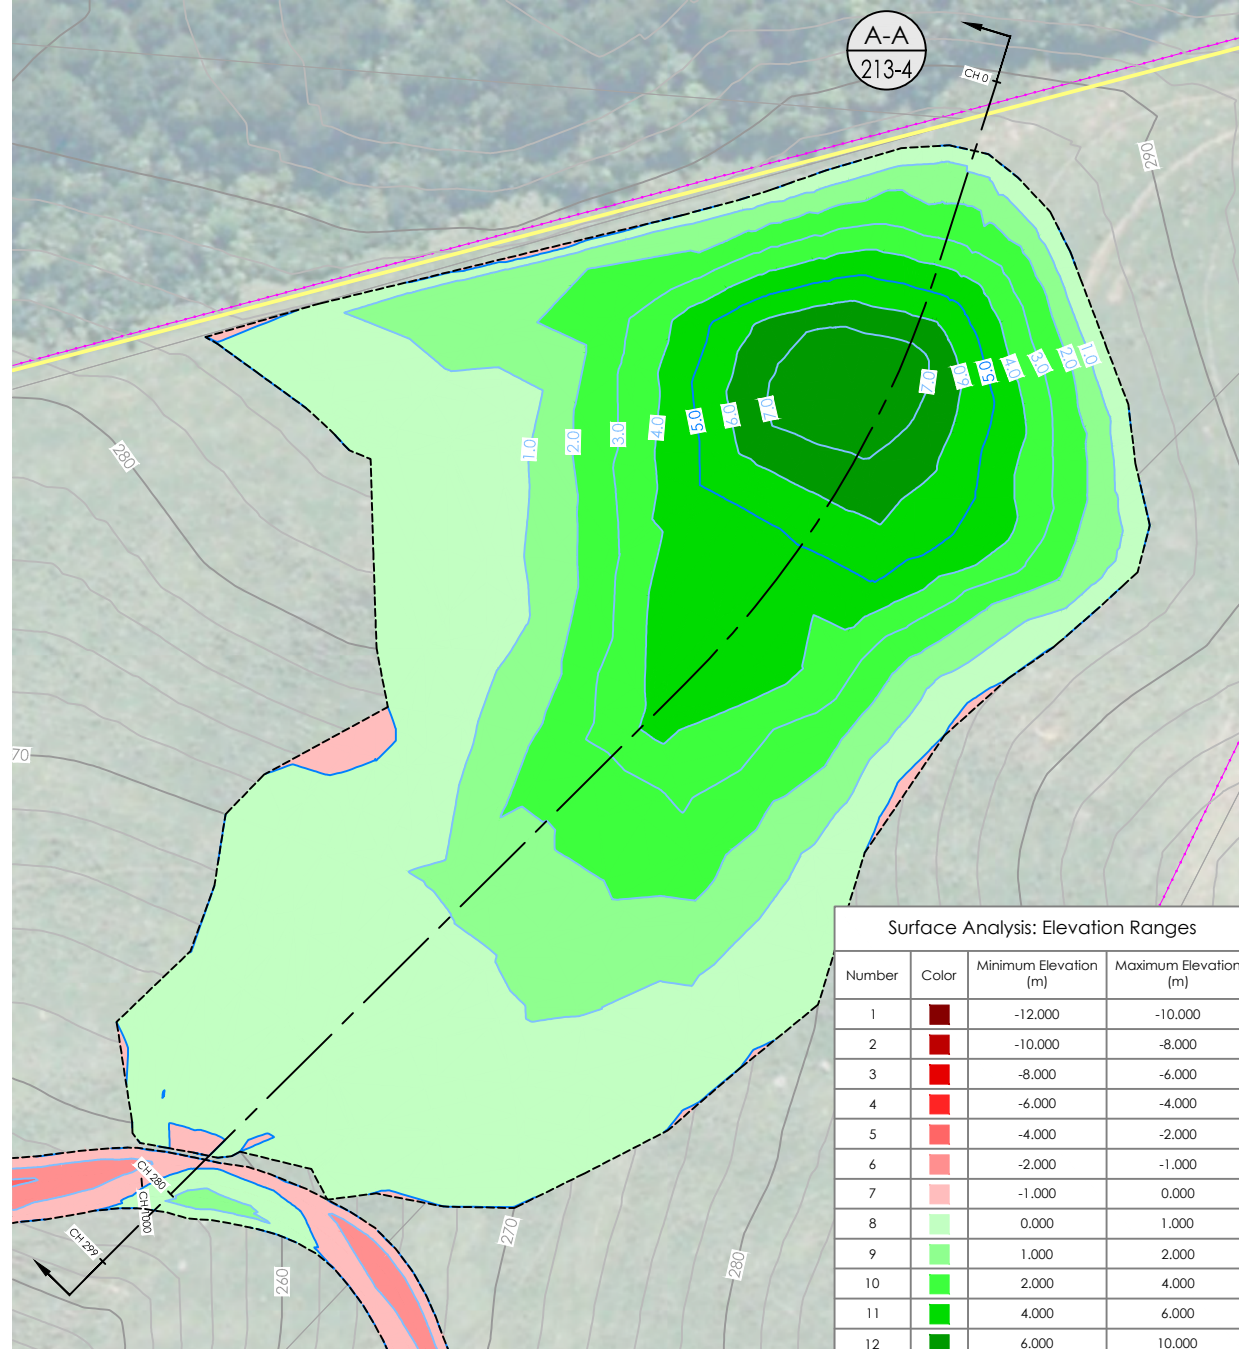 A-A
213-4
CH 0
290
280
70
1.0
2.0
3.0
4.0
5.0
6.0
7.0
7.0
6.0
5.0
4.0
3.0
2.0
1.0
CH 280
CH 1000
CH 299
260
270
280
Surface Analysis: Elevation Ranges
Number Color Minimum Elevation (m) Maximum Elevation (m)
1 -12.000 -10.000
2 -10.000 -8.000
3 -8.000 -6.000
4 -6.000 -4.000
5 -4.000 -2.000
6 -2.000 -1.000
7 -1.000 0.000
8 0.000 1.000
9 1.000 2.000
10 2.000 4.000
11 4.000 6.000
12 6.000 10.000